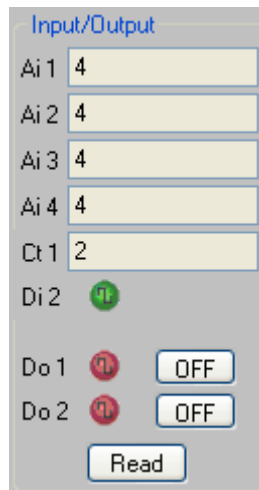 Input/Output
Ai 1 4
Ai 2 4
Ai 3 4
Ai 4 4
Ct 1 2
Di 2
Do 1 OFF
Do 2 OFF
Read